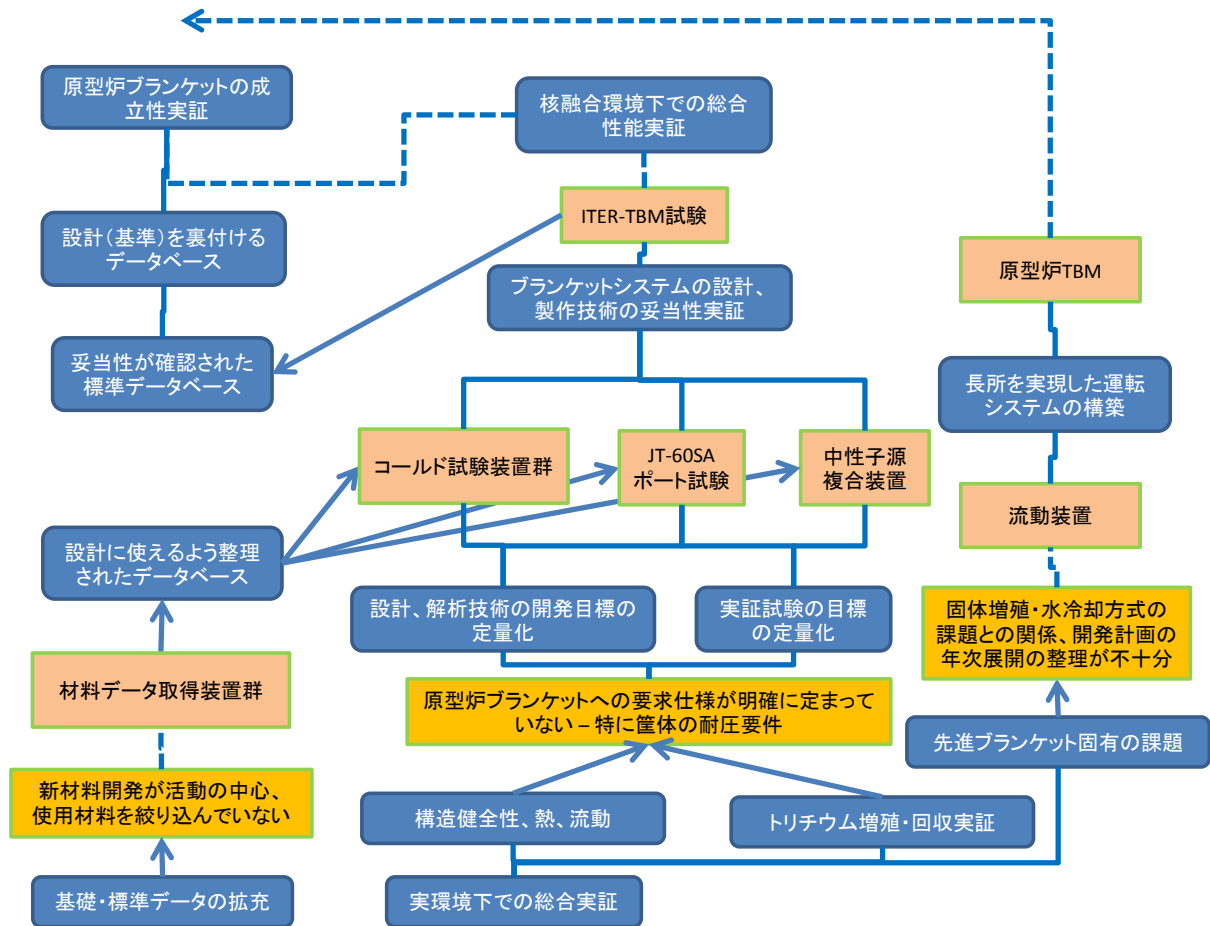 原型炉ブランケットの成
立性実証
核融合環境下での総合
性能実証
ITER-TBM試験
設計(基準)を裏付ける
データベース
原型炉TBM
ブランケットシステムの設計、
製作技術の妥当性実証
妥当性が確認された
標準データベース
長所を実現した運転
システムの構築
コールド試験装置群
JT-60SA
ポート試験
中性子源
複合装置
流動装置
設計に使えるよう整理
されたデータベース
設計、解析技術の開発目標の
定量化
実証試験の目標
の定量化
固体増殖・水冷却方式の
課題との関係、開発計画の
年次展開の整理が不十分
材料データ取得装置群
原型炉ブランケットへの要求仕様が明確に定まって
いない – 特に筐体の耐圧要件
先進ブランケット固有の課題
新材料開発が活動の中心、
使用材料を絞り込んでいない
構造健全性、熱、流動
トリチウム増殖・回収実証
基礎・標準データの拡充
実環境下での総合実証